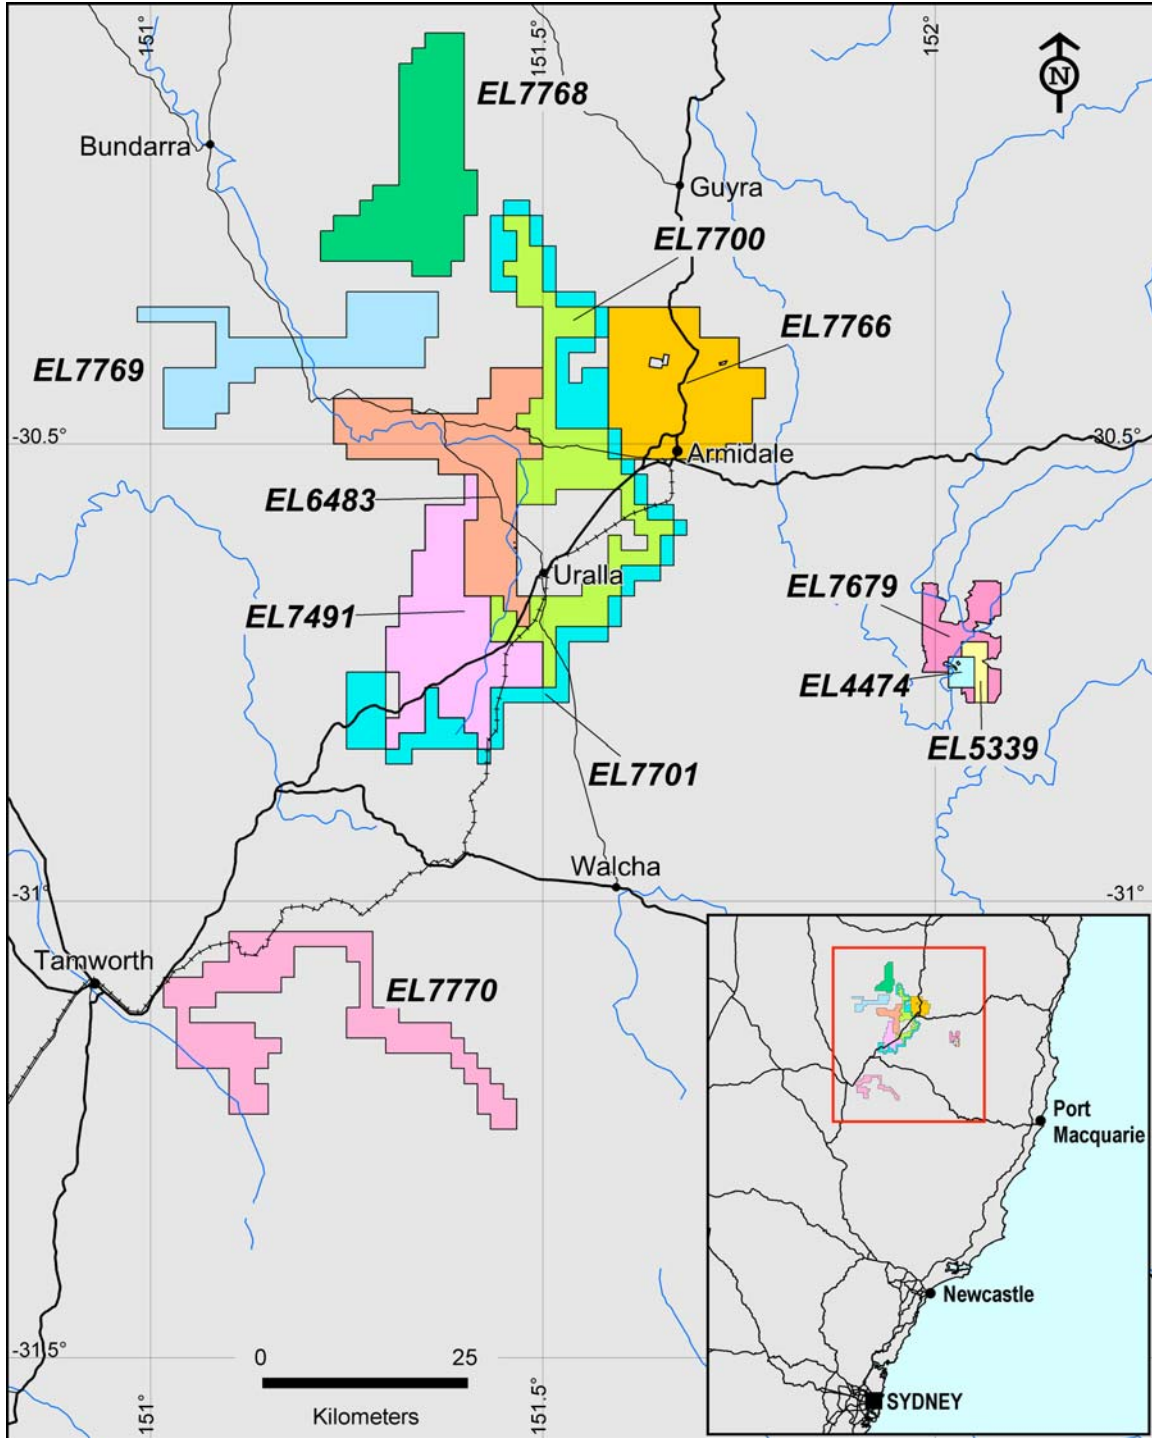 151°
151.5°
152°
N
EL7768
Bundarra
Guyra
EL7700
EL7766
EL7769
-30.5°
-30.5°
Armidale
EL6483
Uralla
EL7679
EL7491
EL4474
EL5339
EL7701
Walcha
-31°
-31°
Tamworth
EL7770
Port
Macquarie
Newcastle
SYDNEY
-31.5°
0
25
Kilometers
151°
151.5°